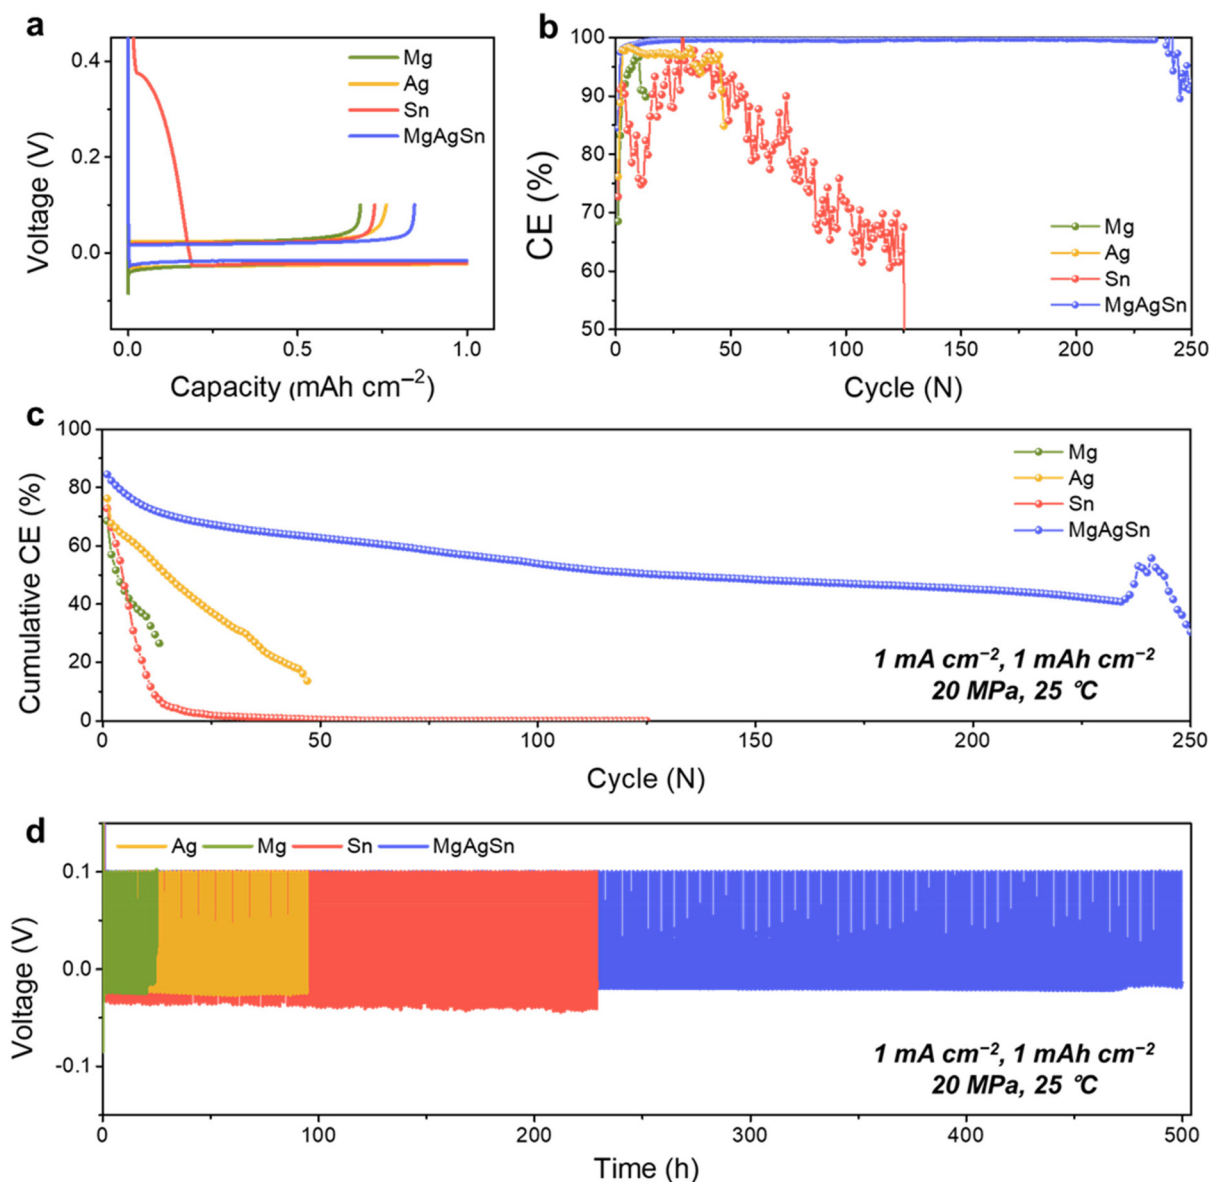 a
Voltage (V)
0.4
0.2
0.0
0.0
0.5
1.0
Capacity (mAh cm⁻²)
Mg
Ag
Sn
MgAgSn
b
CE (%)
100
90
80
70
60
50
0
50
100
150
200
250
Cycle (N)
Mg
Ag
Sn
MgAgSn
c
Cumulative CE (%)
100
80
60
40
20
0
0
50
100
150
200
250
Cycle (N)
Mg
Ag
Sn
MgAgSn
1 mA cm⁻², 1 mAh cm⁻²
20 MPa, 25 ℃
d
Voltage (V)
0.1
0.0
-0.1
0
100
200
300
400
500
Time (h)
Ag Mg Sn MgAgSn
1 mA cm⁻², 1 mAh cm⁻²
20 MPa, 25 ℃